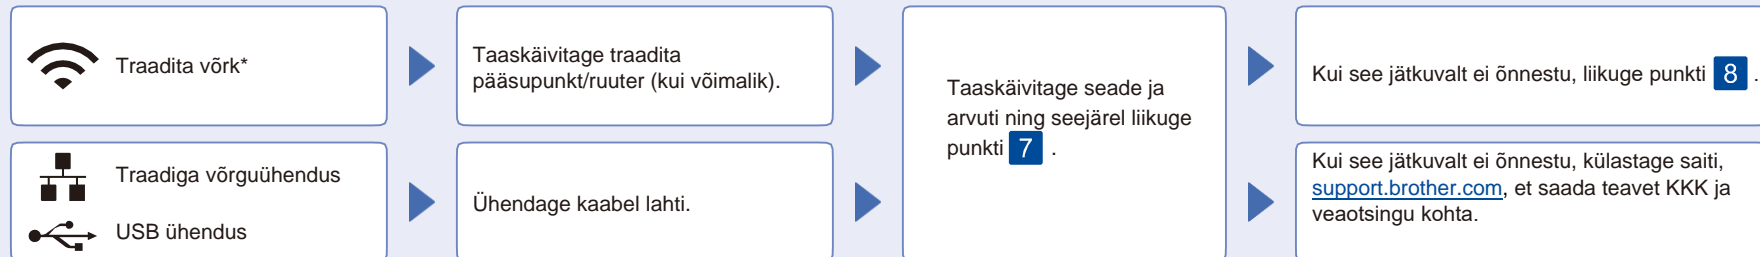 Traadita võrk*
Taaskäivitage traadita
pääsupunkt/ruuter (kui võimalik).
Taaskäivitage seade ja
arvuti ning seejärel liikuge
punkti 7 .
Kui see jätkuvalt ei õnnestu, liikuge punkti 8 .
Traadiga võrguühendus
USB ühendus
Ühendage kaabel lahti.
Kui see jätkuvalt ei õnnestu, külastage saiti,
support.brother.com, et saada teavet KKK ja
veaotsingu kohta.